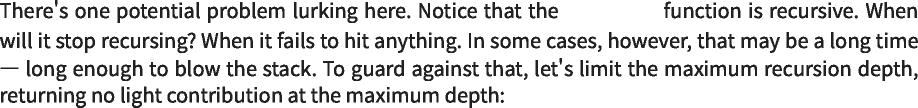 There's one potential problem lurking here. Notice that the function is recursive. When
will it stop recursing? When it fails to hit anything. In some cases, however, that may be a long time
— long enough to blow the stack. To guard against that, let's limit the maximum recursion depth,
returning no light contribution at the maximum depth: